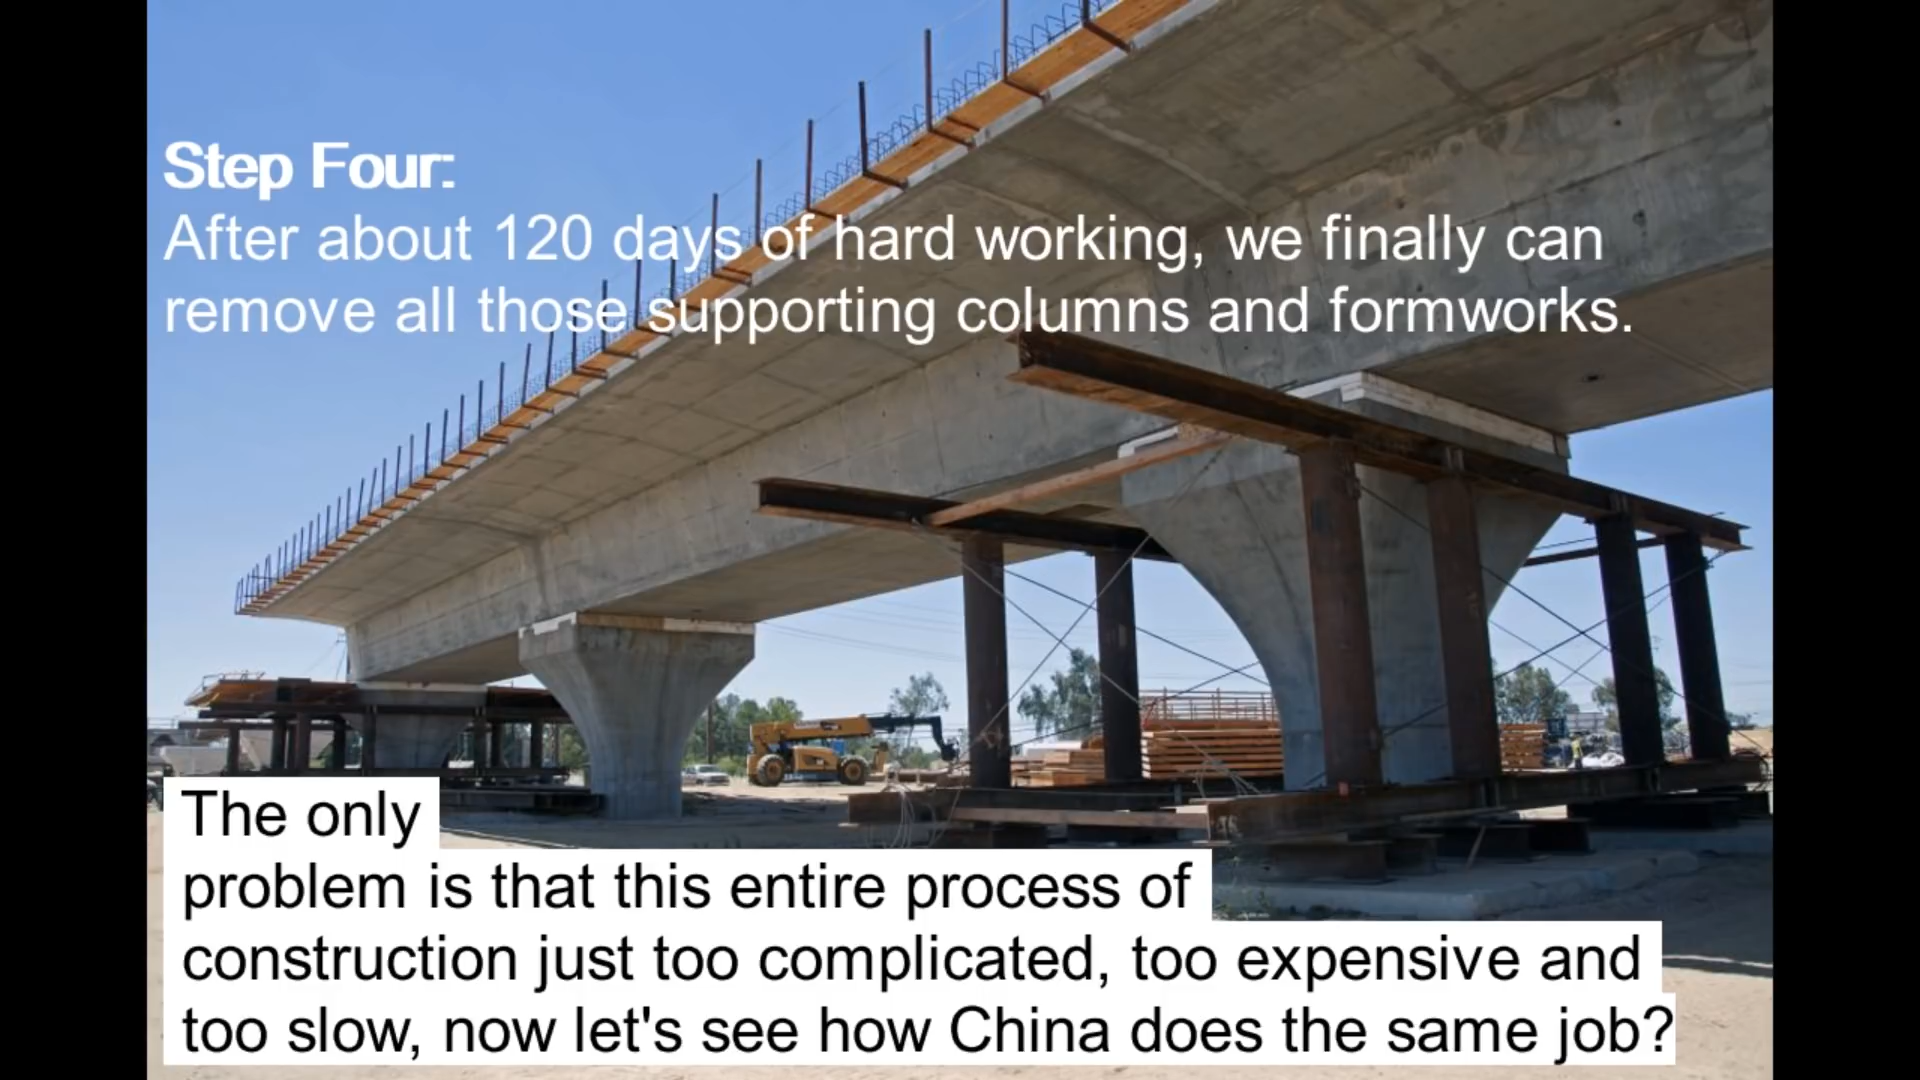 Step Four:
After about 120 days of hard working, we finally can
remove all those supporting columns and formworks.
The only
problem is that this entire process of
construction just too complicated, too expensive and
too slow, now let's see how China does the same job?